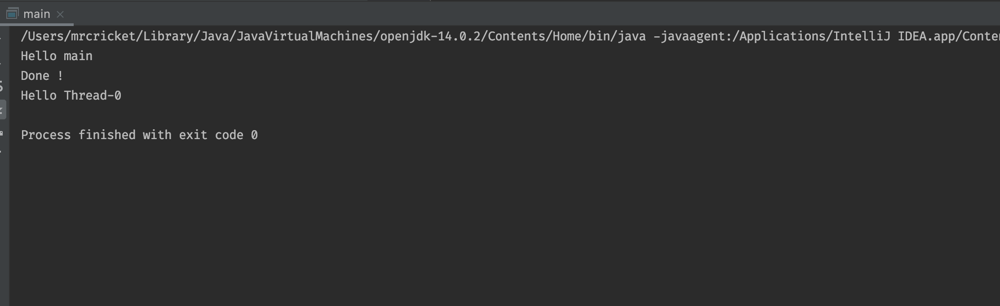 main
/Users/mrcricket/Library/Java/JavaVirtualMachines/openjdk-14.0.2/Contents/Home/bin/java -javaagent:/Applications/IntelliJ IDEA.app/Conte
Hello main
Done !
Hello Thread-0
Process finished with exit code 0